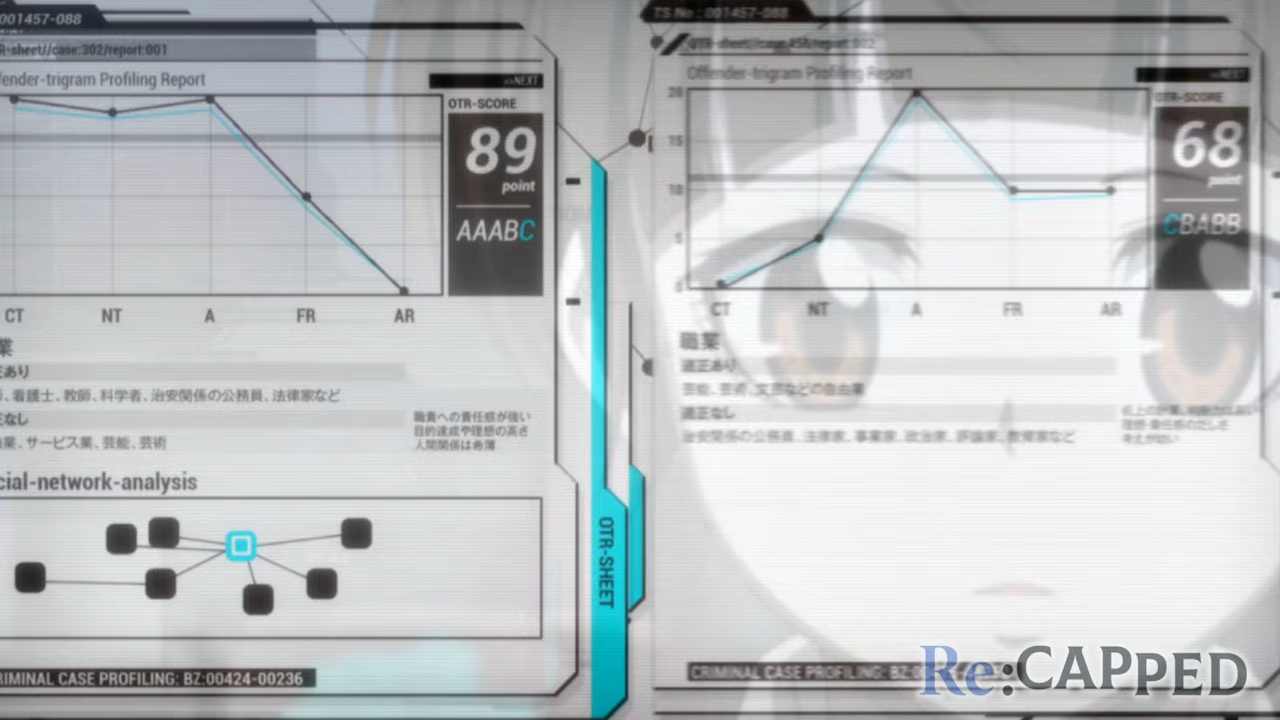 001457-088
R-sheet//case:302/report:001
fender-trigram Profiling Report
>>NEXT
OTR-SCORE
89
point
AAABC
CT NT A FR AR
業
正あり
、看護士、教師、科学者、治安関係の公務員、法律家など
正なし
業、サービス業、芸能、芸術
職業への責任感が強い
目的達成や理想の高さ
人間関係は希薄
cial-network-analysis
RIMINAL CASE PROFILING: BZ:00424-00236
OTR-SHEET
TS No : 001457-088
OTR-sheet//case:456/report:302
Offender-trigram Profiling Report
>>NEXT
20
15
10
5
0
OTR-SCORE
68
point
CBABB
CT NT A FR AR
職業
適正あり
芸能、芸術、文芸などの自由業
適正なし
治安関係の公務員、法律家、事業家、政治家、評論家、教育家など
CRIMINAL CASE PROFILING: BZ:00
Re:CAPPED